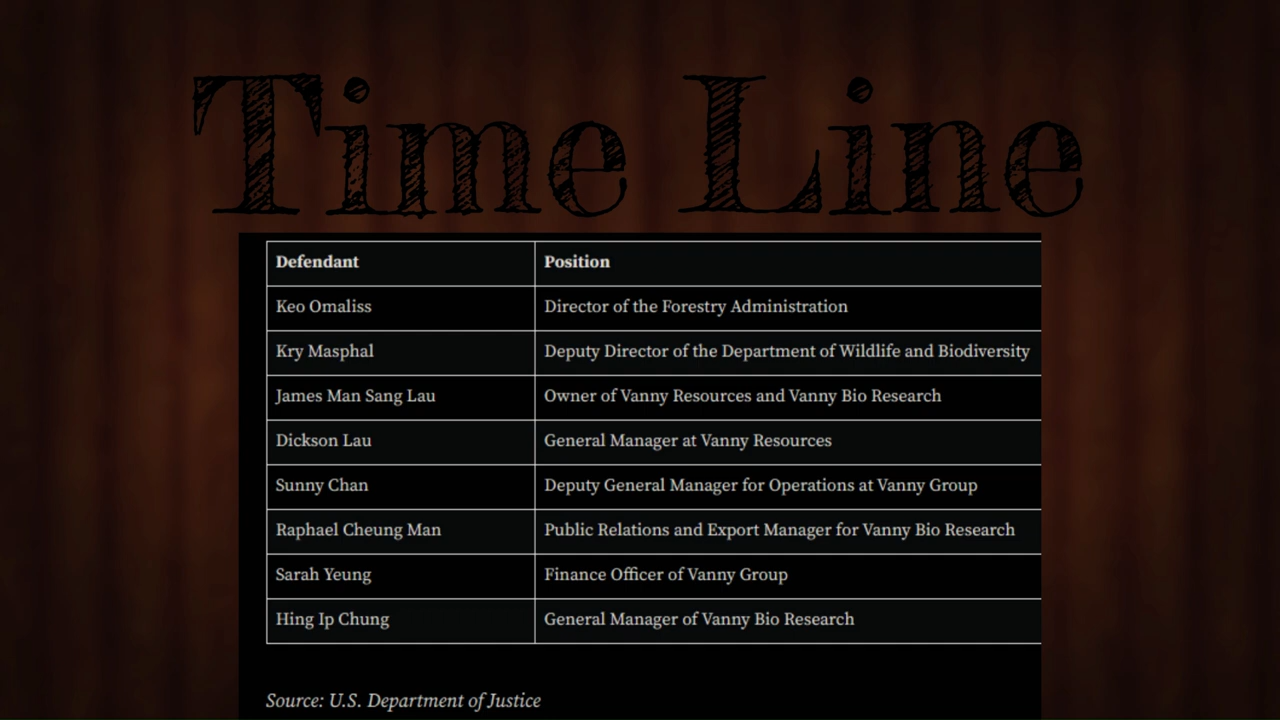 Time Line
Defendant Position
Keo Omaliss Director of the Forestry Administration
Kry Masphal Deputy Director of the Department of Wildlife and Biodiversity
James Man Sang Lau Owner of Vanny Resources and Vanny Bio Research
Dickson Lau General Manager at Vanny Resources
Sunny Chan Deputy General Manager for Operations at Vanny Group
Raphael Cheung Man Public Relations and Export Manager for Vanny Bio Research
Sarah Yeung Finance Officer of Vanny Group
Hing Ip Chung General Manager of Vanny Bio Research
Source: U.S. Department of Justice